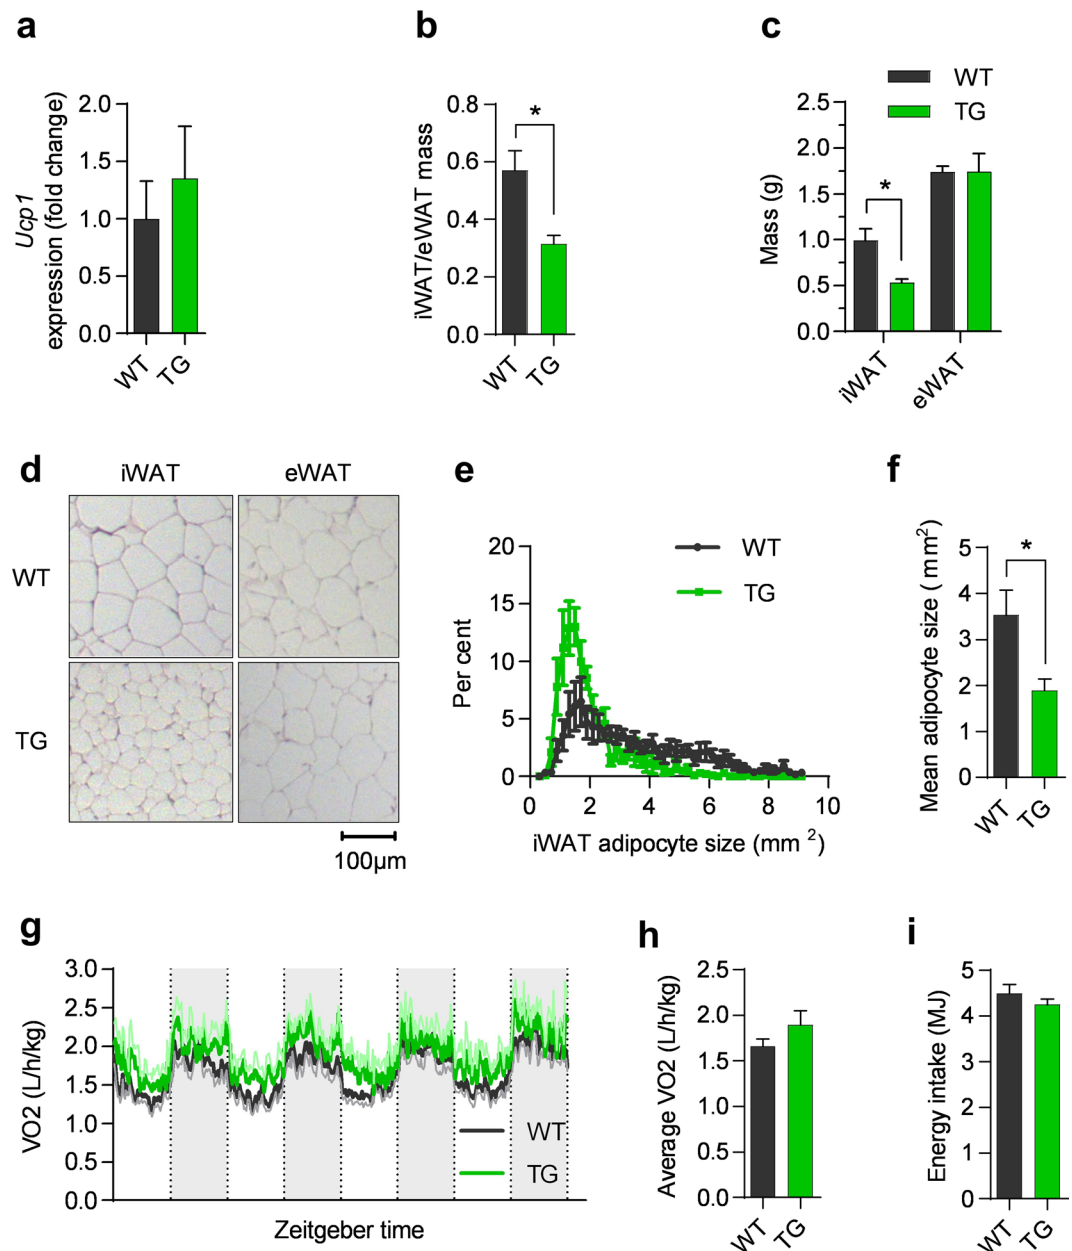 a
Ucp1
expression (fold change)
2.0
1.5
1.0
0.5
0.0
WT
TG
b
iWAT/eWAT mass
0.8
0.6
0.4
0.2
0.0
*
WT
TG
c
WT
TG
Mass (g)
2.5
2.0
1.5
1.0
0.5
0.0
*
iWAT
eWAT
d
iWAT
eWAT
WT
TG
100µm
e
WT
TG
Per cent
20
15
10
5
0
0 2 4 6 8 10
iWAT adipocyte size (mm 2)
f
Mean adipocyte size ( mm2)
5
4
3
2
1
0
*
WT
TG
g
VO2 (L/h/kg)
3.0
2.5
2.0
1.5
1.0
0.5
0.0
WT
TG
Zeitgeber time
h
Average VO2 (L/h/kg)
2.5
2.0
1.5
1.0
0.5
0.0
WT
TG
i
Energy intake (MJ)
5
4
3
2
1
0
WT
TG